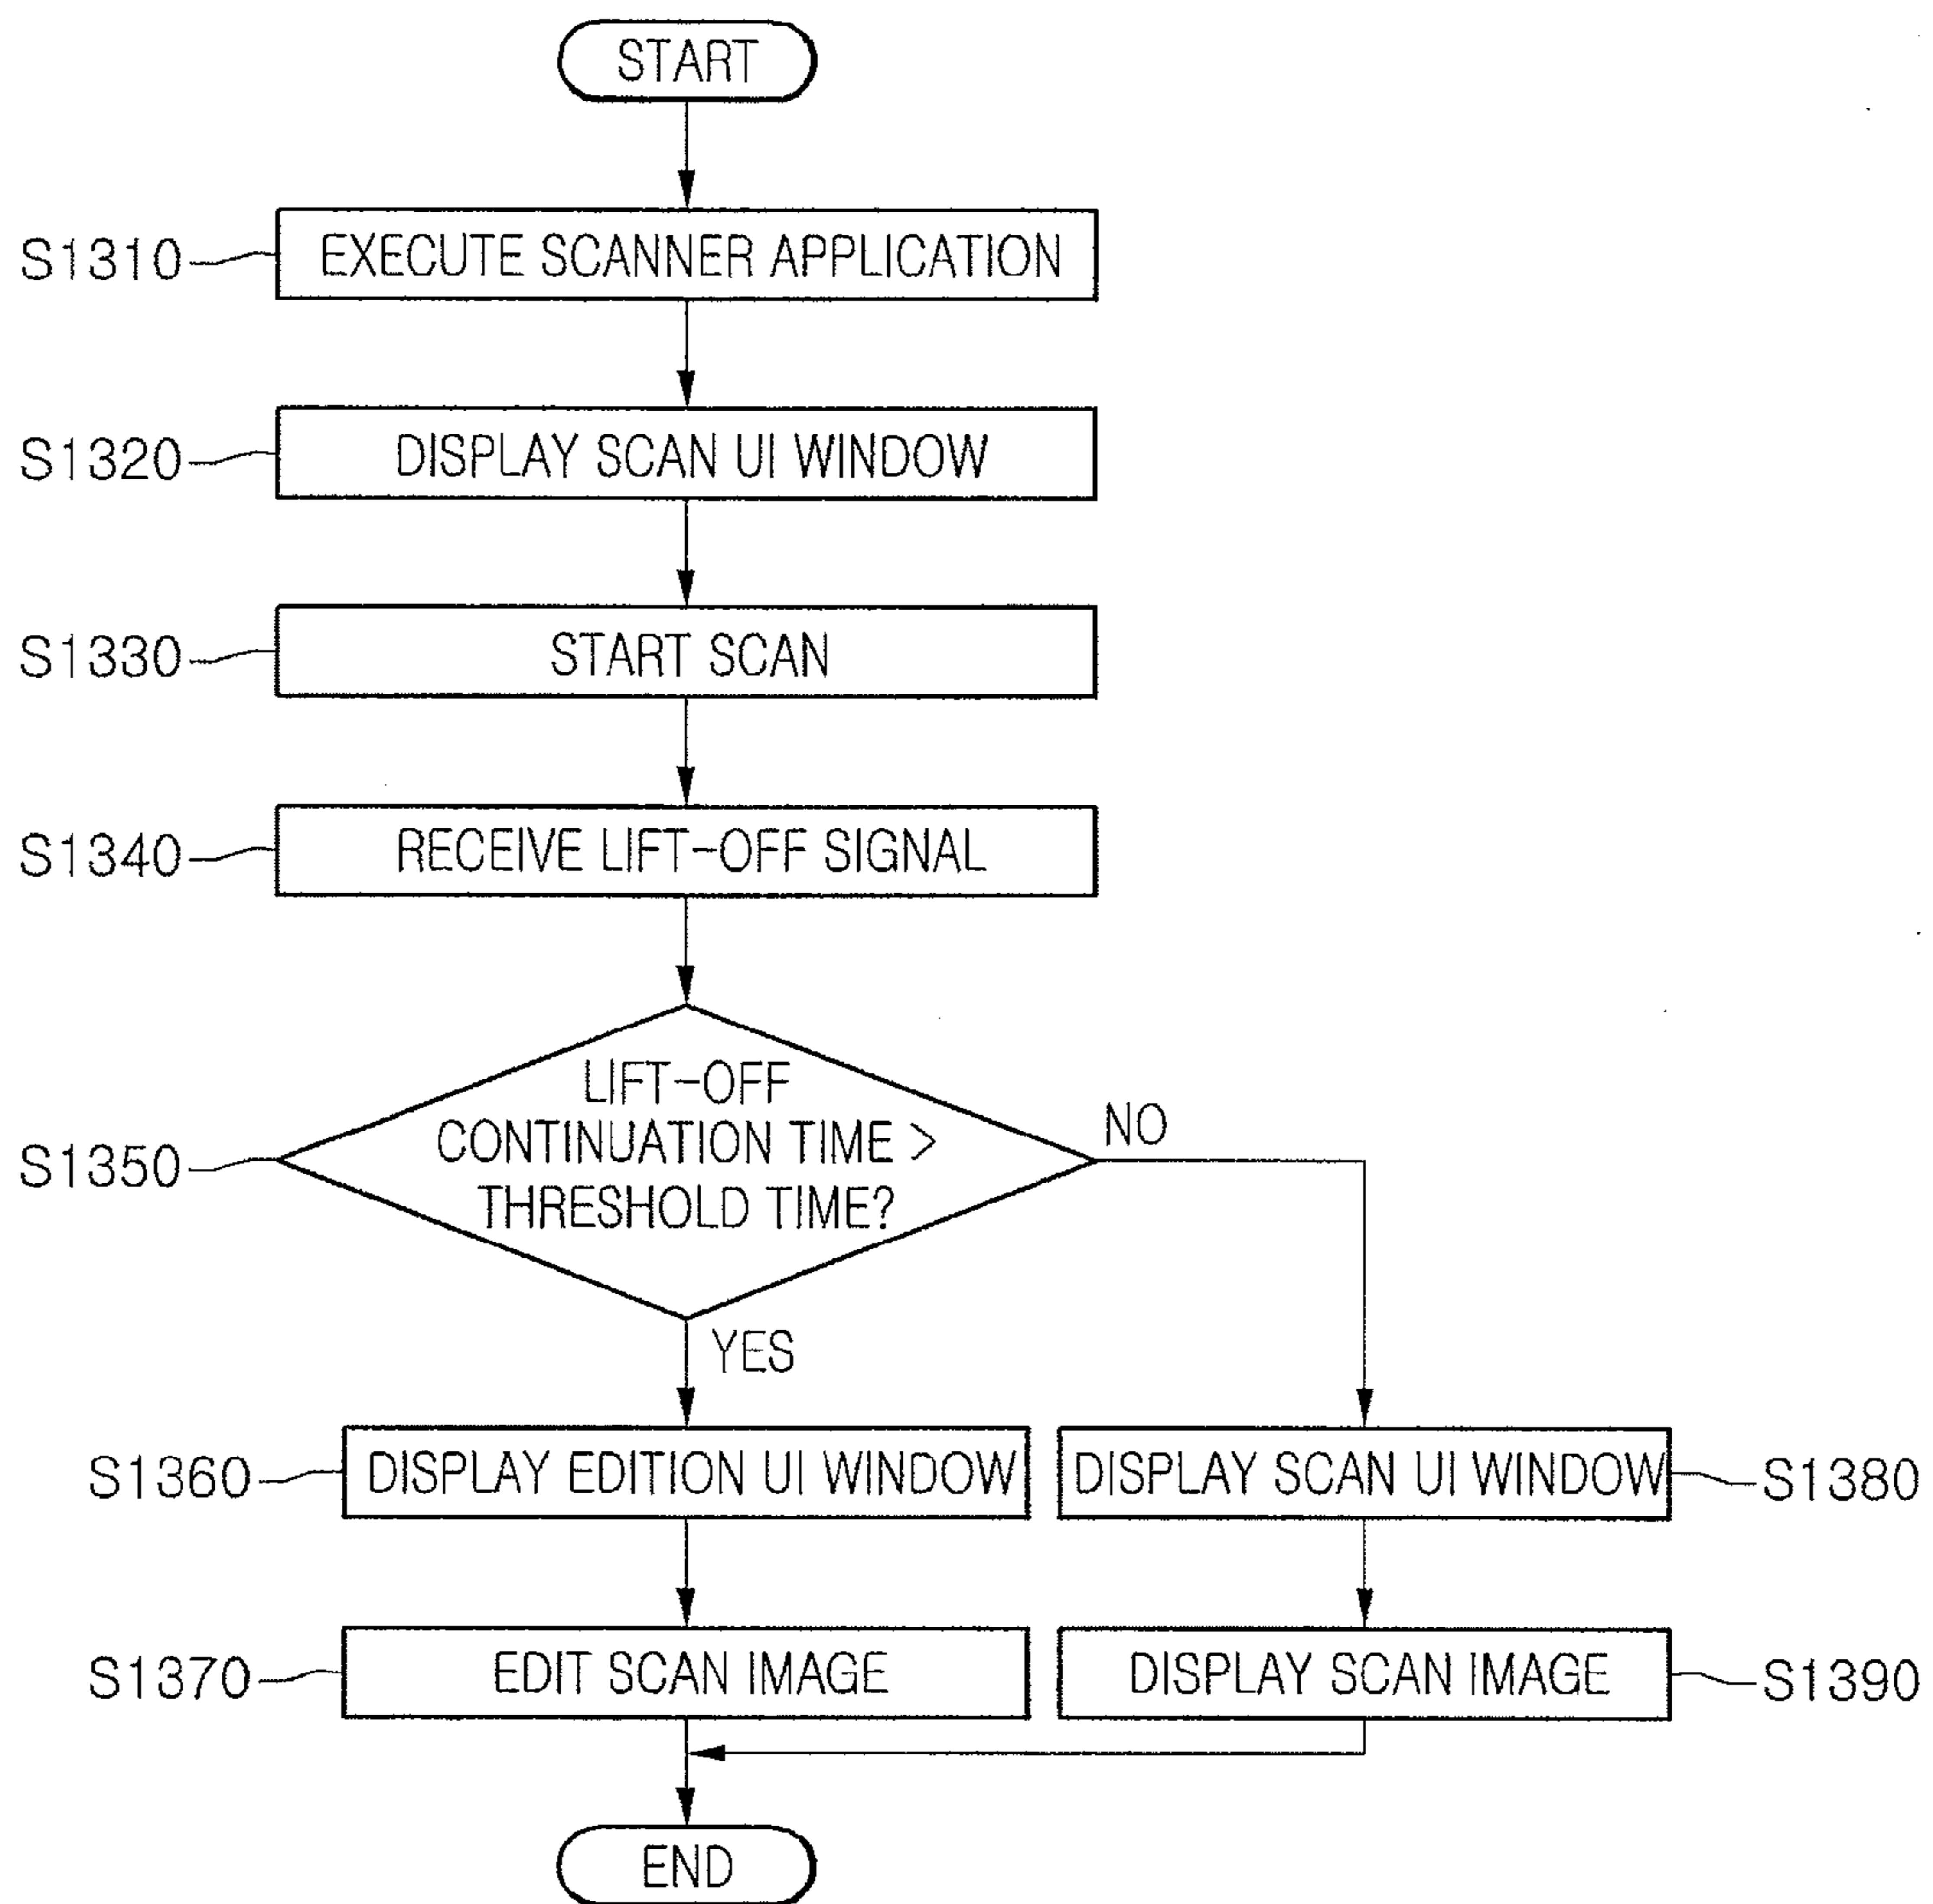 START
S1310
EXECUTE SCANNER APPLICATION
S1320
DISPLAY SCAN UI WINDOW
S1330
START SCAN
S1340
RECEIVE LIFT-OFF SIGNAL
S1350
LIFT-OFF
CONTINUATION TIME >
THRESHOLD TIME?
NO
YES
S1360
DISPLAY EDITION UI WINDOW
DISPLAY SCAN UI WINDOW
S1380
S1370
EDIT SCAN IMAGE
DISPLAY SCAN IMAGE
S1390
END